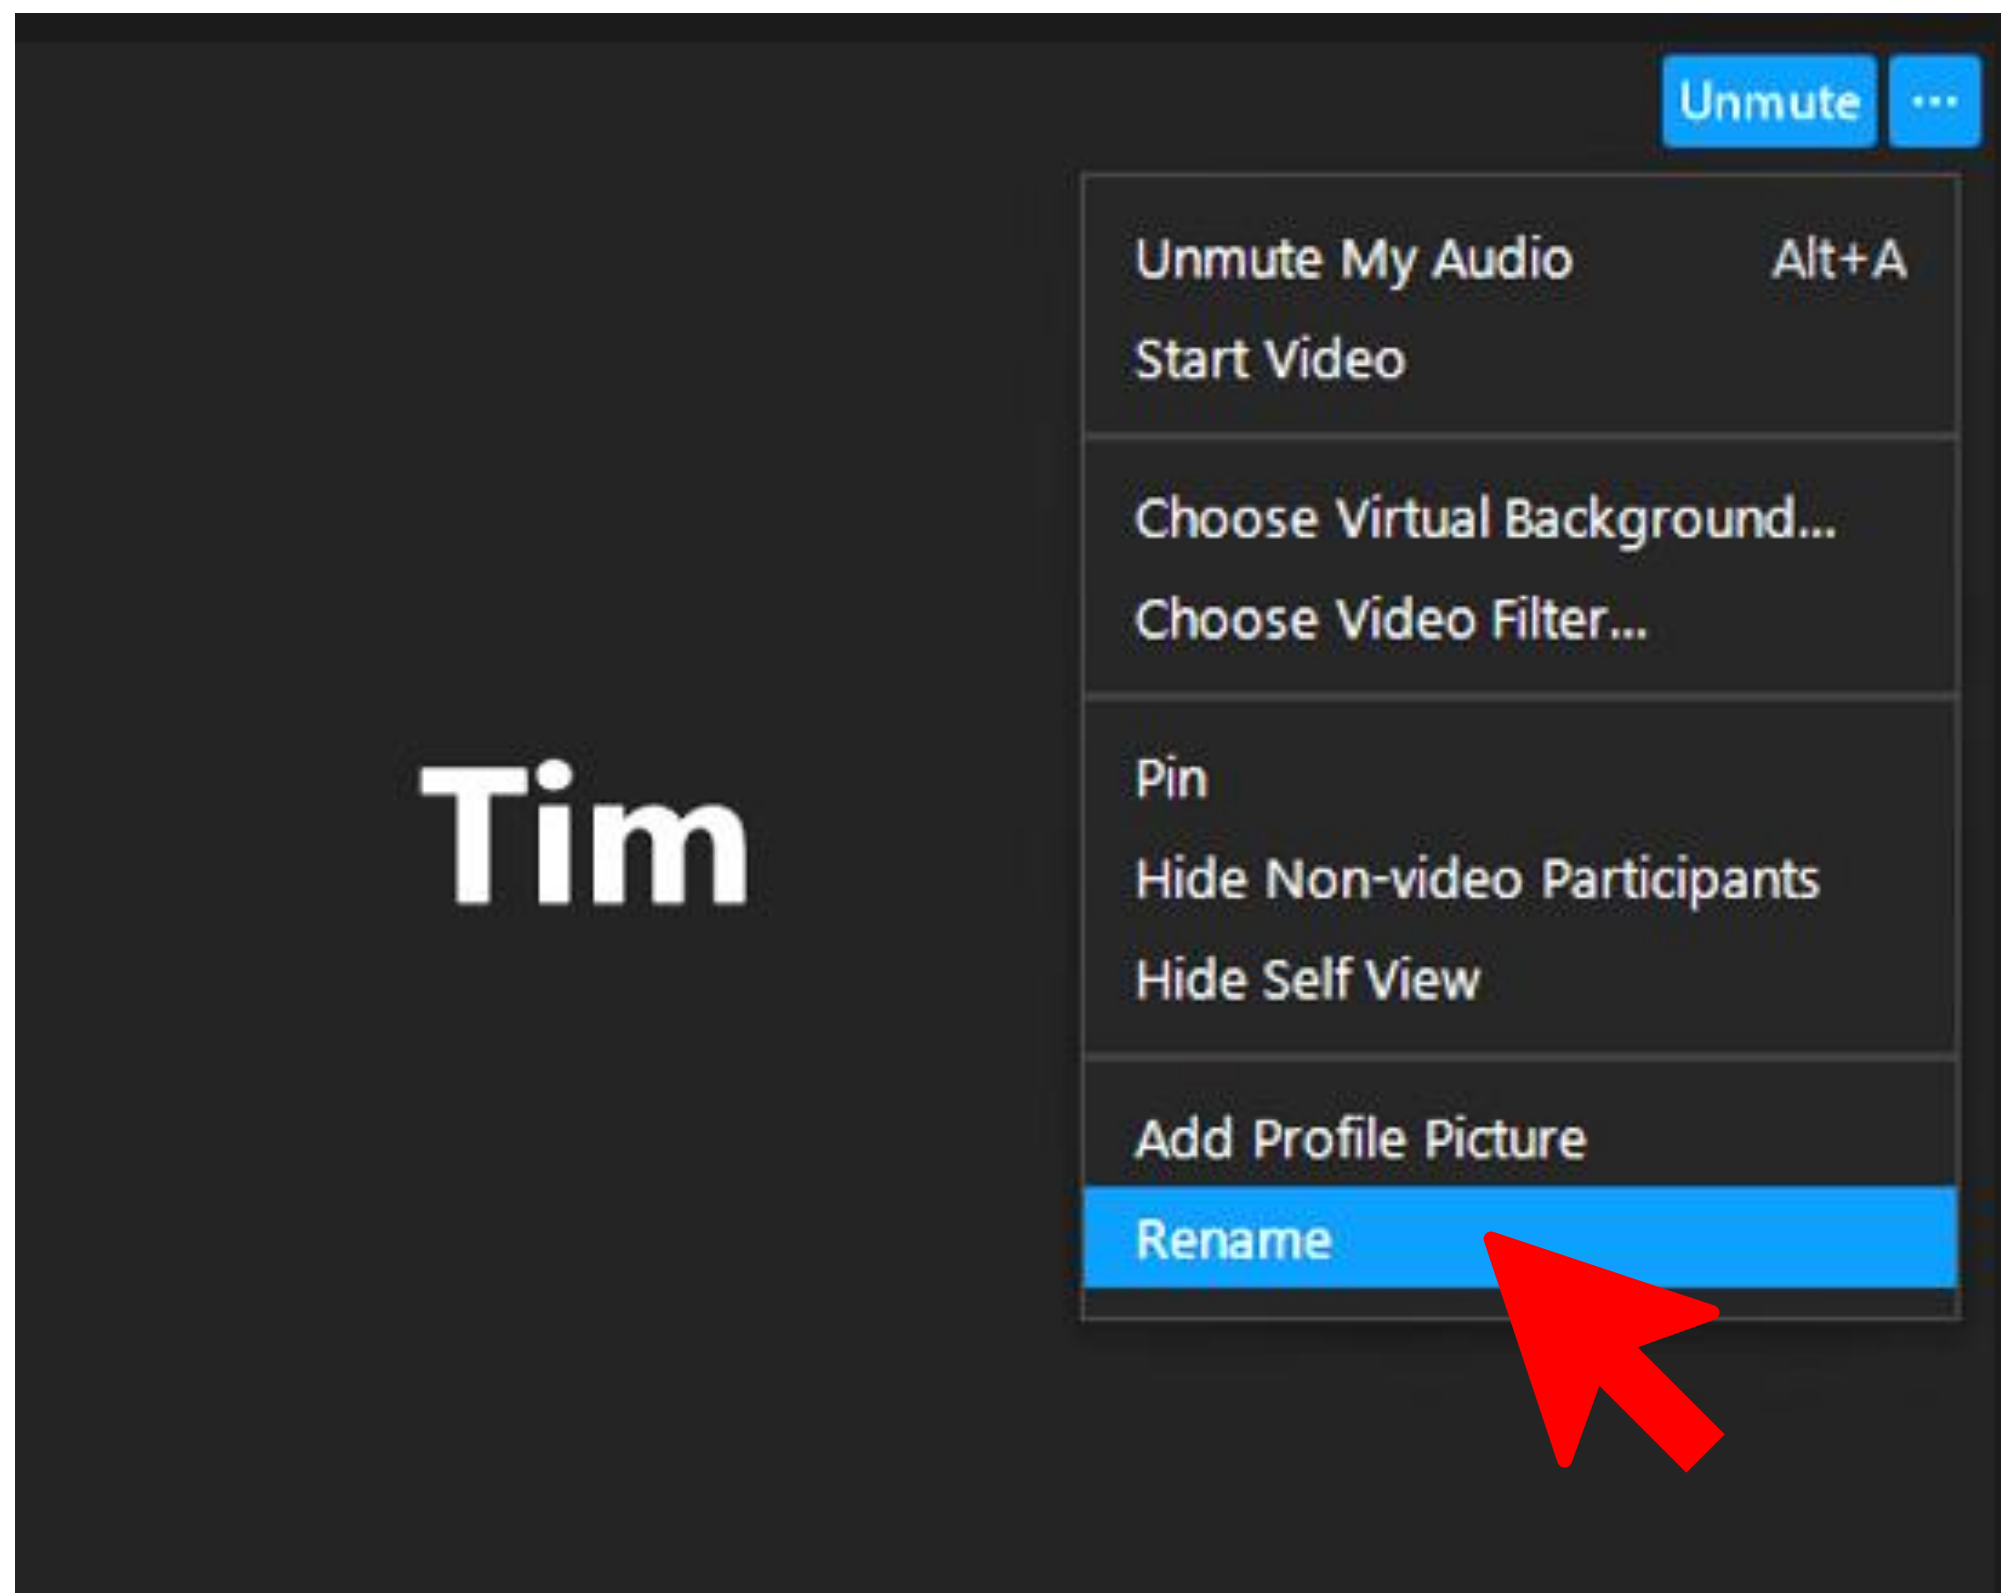 Unmute ...
Unmute My Audio Alt+A
Start Video
Choose Virtual Background...
Choose Video Filter...
Tim
Pin
Hide Non-video Participants
Hide Self View
Add Profile Picture
Rename